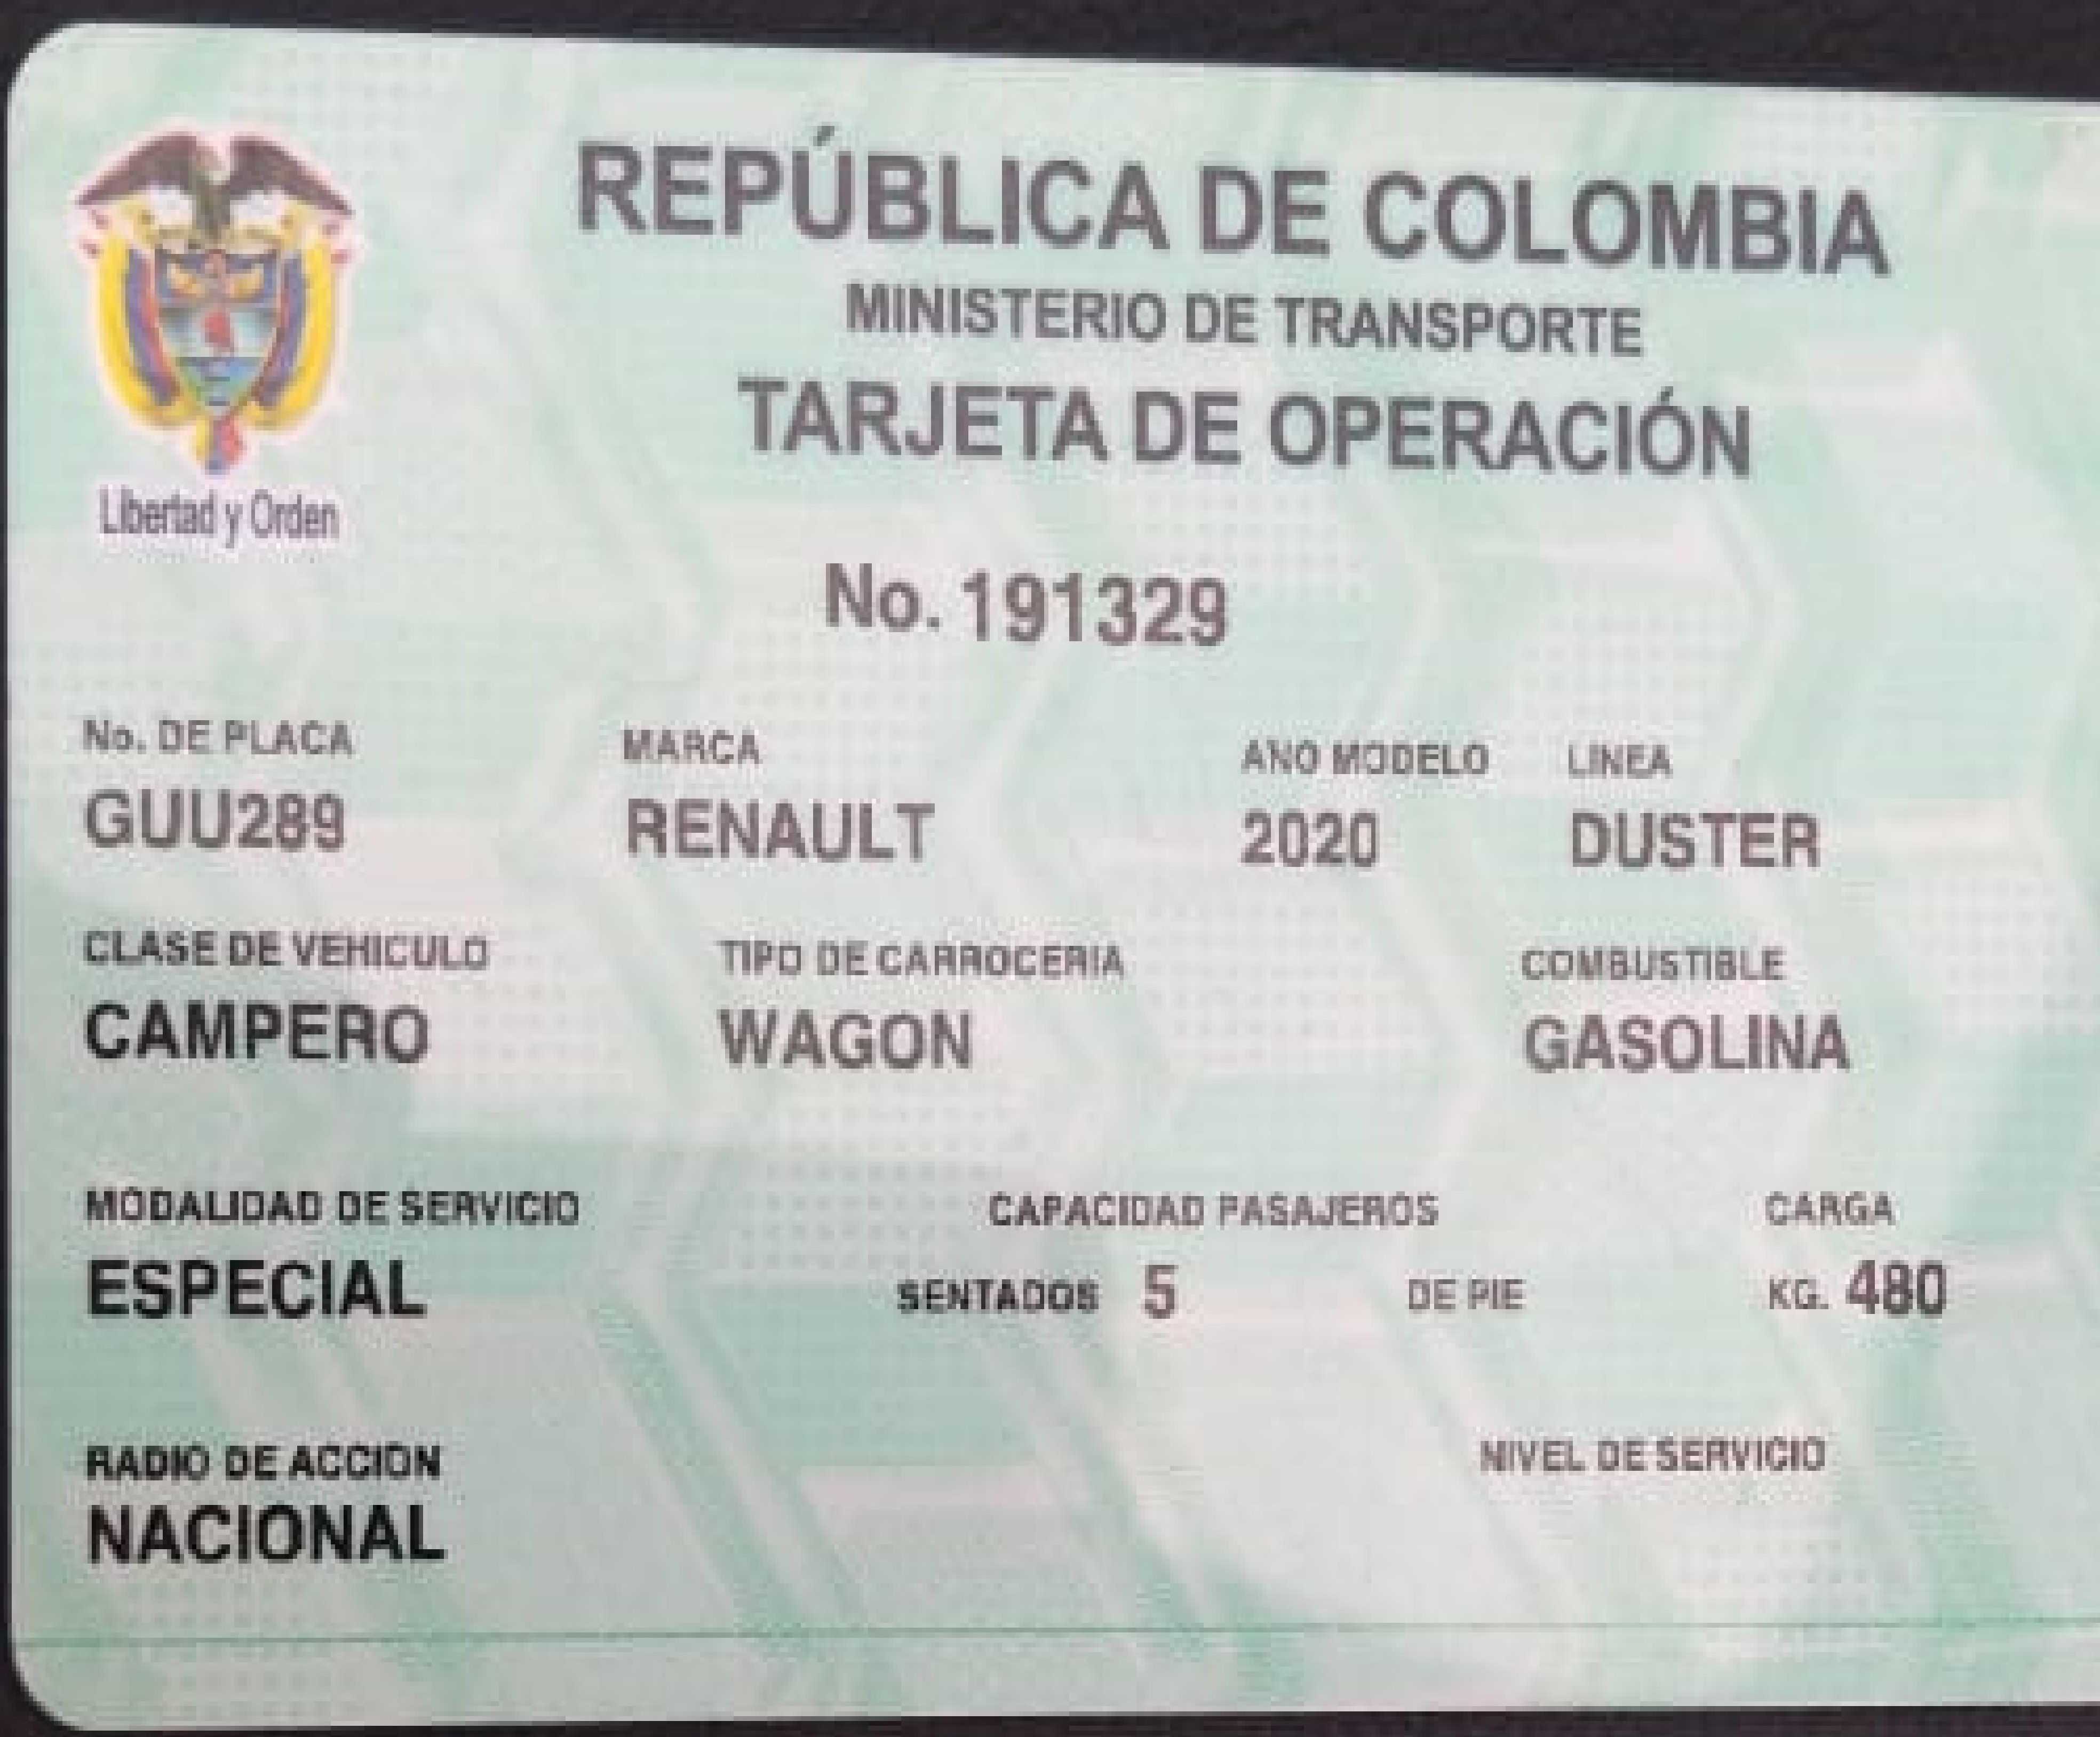 REPÚBLICA DE COLOMBIA
MINISTERIO DE TRANSPORTE
TARJETA DE OPERACIÓN
Libertad y Orden
No. 191329
No. DE PLACA MARCA ANO MODELO LINEA
GUU289 RENAULT 2020 DUSTER
CLASE DE VEHICULO TIPO DE CARROCERIA COMBUSTIBLE
CAMPERO WAGON GASOLINA
MODALIDAD DE SERVICIO CAPACIDAD PASAJEROS CARGA
ESPECIAL SENTADOS 5 DE PIE KG. 480
RADIO DE ACCION NIVEL DE SERVICIO
NACIONAL